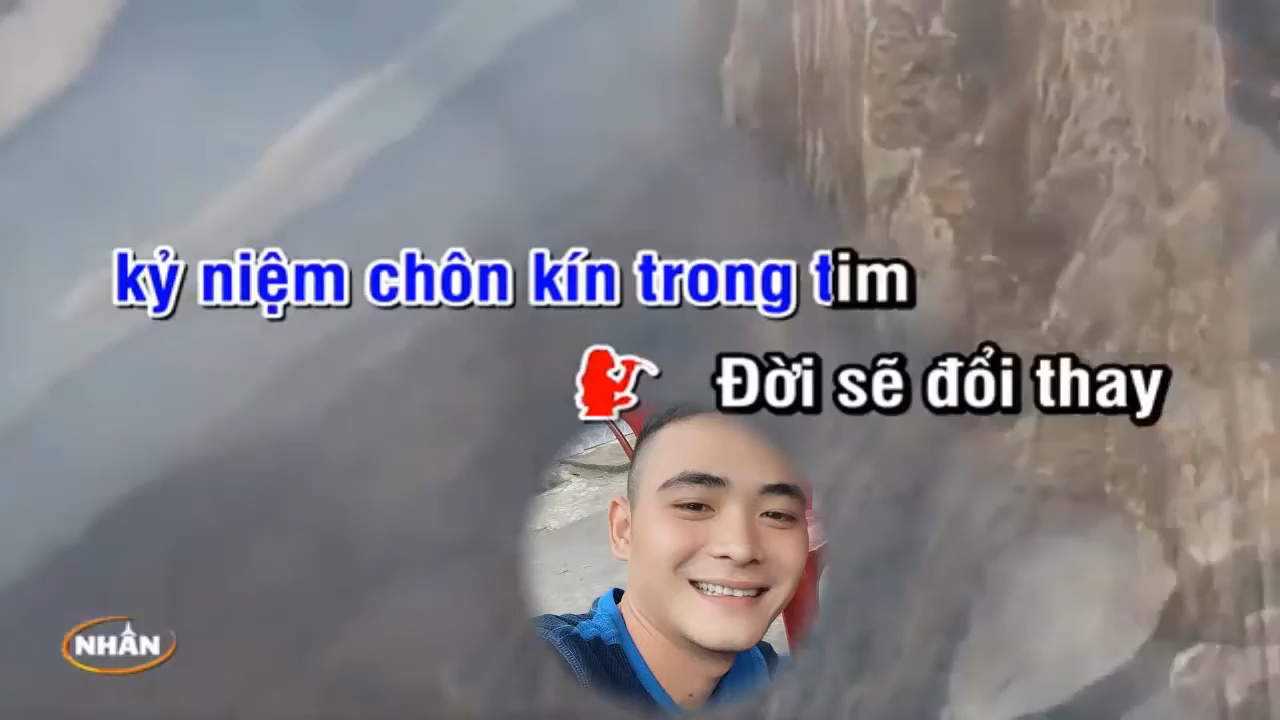 kỷ niệm chôn kín trong tim
Đời sẽ đổi thay
NHÂN